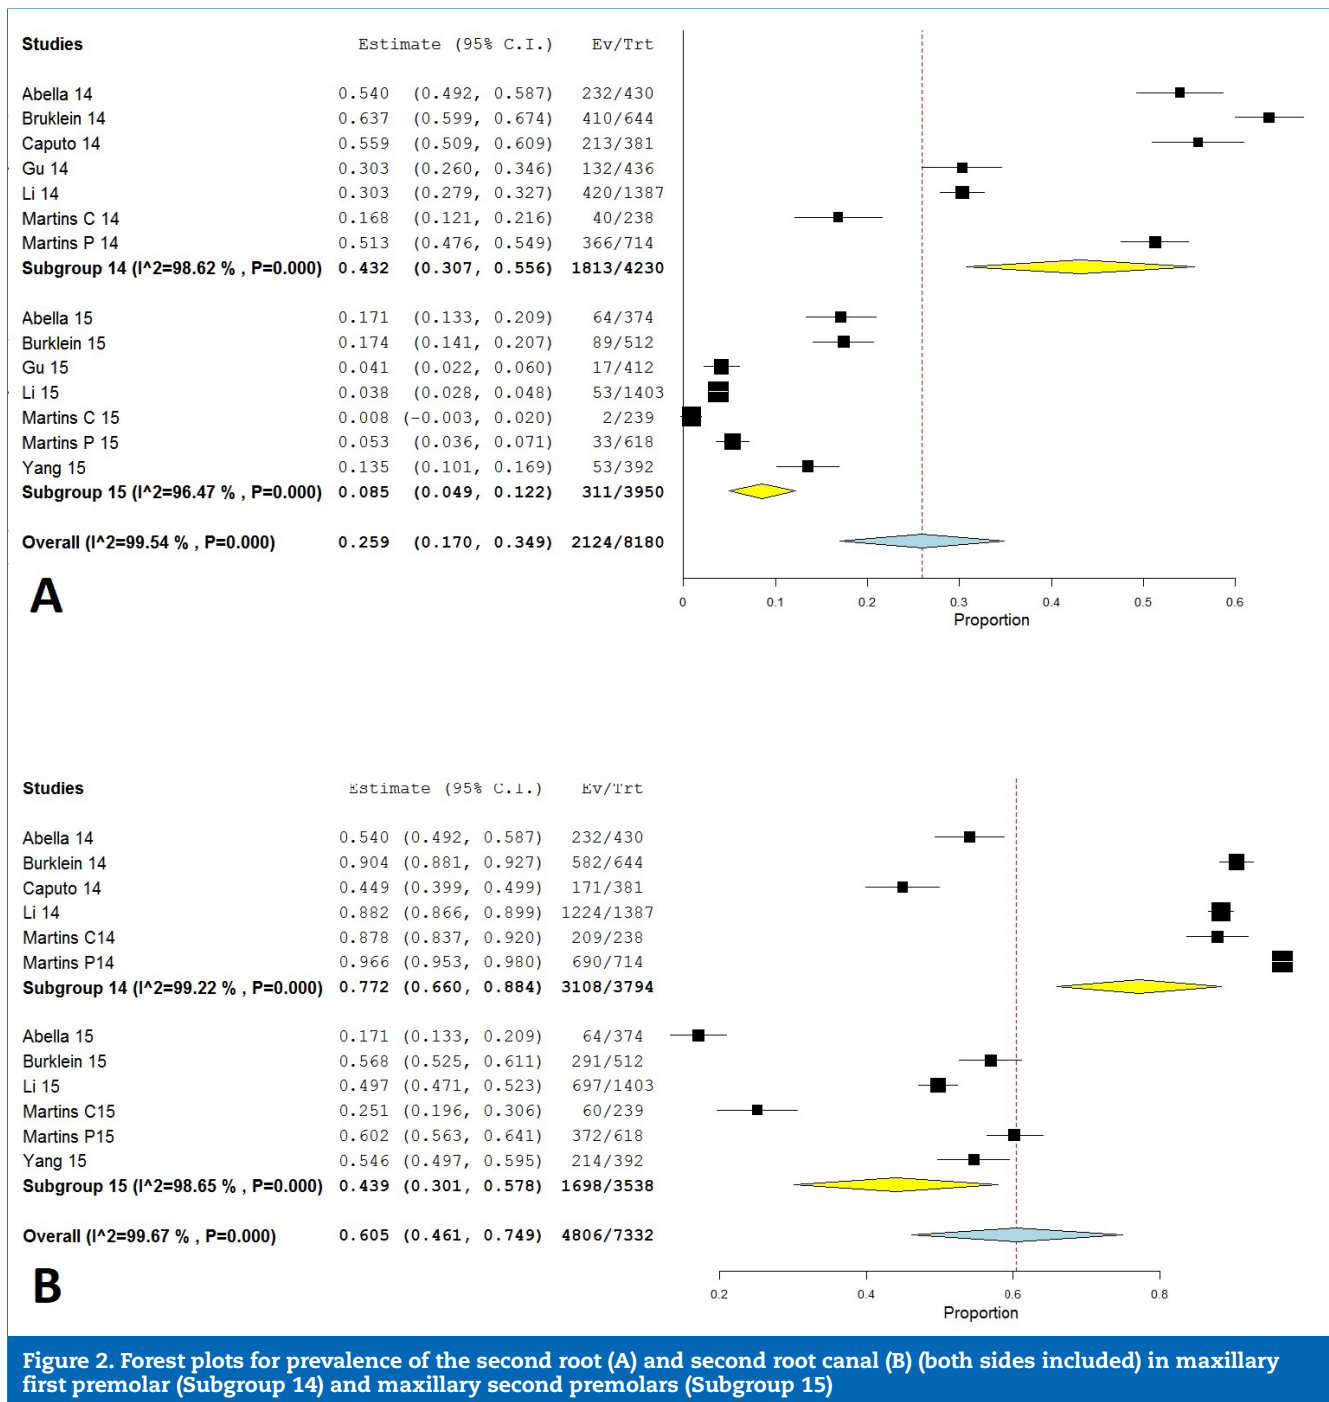 Studies Estimate (95% C.I.) Ev/Trt
Abella 14 0.540 (0.492, 0.587) 232/430
Bruklein 14 0.637 (0.599, 0.674) 410/644
Caputo 14 0.559 (0.509, 0.609) 213/381
Gu 14 0.303 (0.260, 0.346) 132/436
Li 14 0.303 (0.279, 0.327) 420/1387
Martins C 14 0.168 (0.121, 0.216) 40/238
Martins P 14 0.513 (0.476, 0.549) 366/714
Subgroup 14 (I^2=98.62 % , P=0.000) 0.432 (0.307, 0.556) 1813/4230
Abella 15 0.171 (0.133, 0.209) 64/374
Burklein 15 0.174 (0.141, 0.207) 89/512
Gu 15 0.041 (0.022, 0.060) 17/412
Li 15 0.038 (0.028, 0.048) 53/1403
Martins C 15 0.008 (-0.003, 0.020) 2/239
Martins P 15 0.053 (0.036, 0.071) 33/618
Yang 15 0.135 (0.101, 0.169) 53/392
Subgroup 15 (I^2=96.47 % , P=0.000) 0.085 (0.049, 0.122) 311/3950
Overall (I^2=99.54 % , P=0.000) 0.259 (0.170, 0.349) 2124/8180
A
0 0.1 0.2 0.3 0.4 0.5 0.6
Proportion
Studies Estimate (95% C.I.) Ev/Trt
Abella 14 0.540 (0.492, 0.587) 232/430
Burklein 14 0.904 (0.881, 0.927) 582/644
Caputo 14 0.449 (0.399, 0.499) 171/381
Li 14 0.882 (0.866, 0.899) 1224/1387
Martins C14 0.878 (0.837, 0.920) 209/238
Martins P14 0.966 (0.953, 0.980) 690/714
Subgroup 14 (I^2=99.22 % , P=0.000) 0.772 (0.660, 0.884) 3108/3794
Abella 15 0.171 (0.133, 0.209) 64/374
Burklein 15 0.568 (0.525, 0.611) 291/512
Li 15 0.497 (0.471, 0.523) 697/1403
Martins C15 0.251 (0.196, 0.306) 60/239
Martins P15 0.602 (0.563, 0.641) 372/618
Yang 15 0.546 (0.497, 0.595) 214/392
Subgroup 15 (I^2=98.65 % , P=0.000) 0.439 (0.301, 0.578) 1698/3538
Overall (I^2=99.67 % , P=0.000) 0.605 (0.461, 0.749) 4806/7332
B
0.2 0.4 0.6 0.8
Proportion
Figure 2. Forest plots for prevalence of the second root (A) and second root canal (B) (both sides included) in maxillary
first premolar (Subgroup 14) and maxillary second premolars (Subgroup 15)